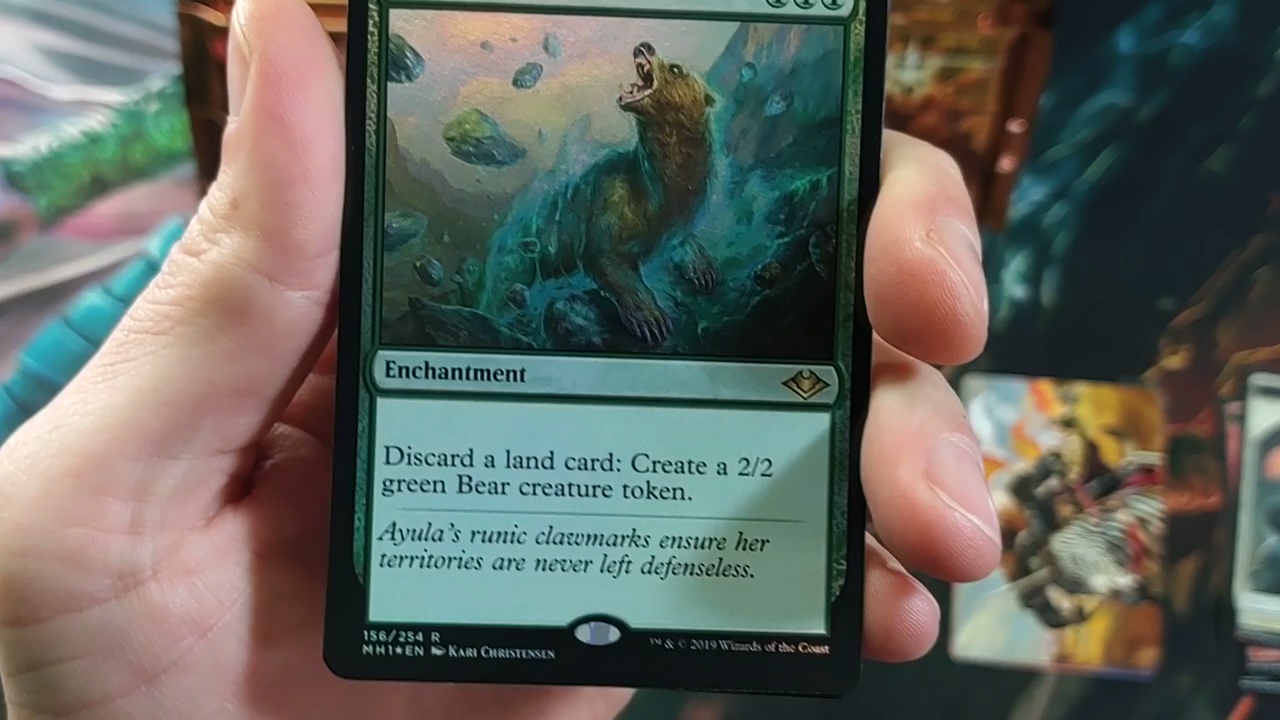 Enchantment
Discard a land card: Create a 2/2
green Bear creature token.
Ayula's runic clawmarks ensure her
territories are never left defenseless.
156/254 R
MH1★EN Kari Christensen
™ & © 2019 Wizards of the Coast